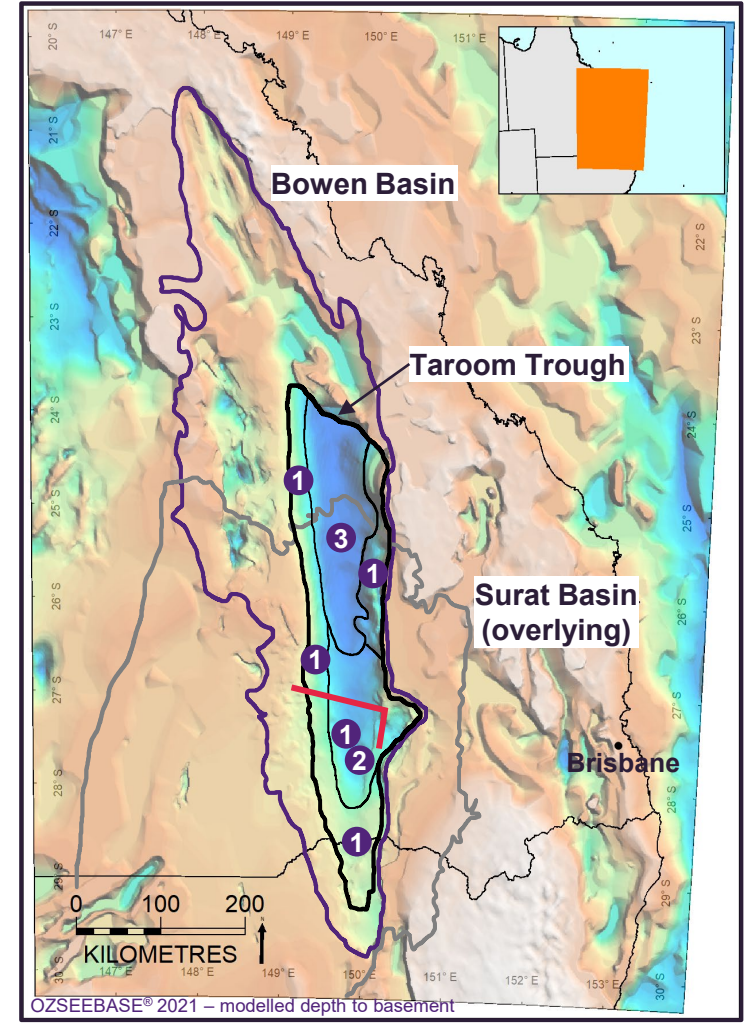 147° E
148° E
149° E
150° E
151° E
152° E
153° E
20° S
21° S
22° S
22° S
Bowen Basin
23° S
23° S
Taroom Trough
24° S
24° S
1
25° S
25° S
3
1
Surat Basin
(overlying)
26° S
26° S
1
27° S
27° S
1
2
Brisbane
28° S
28° S
1
29° S
0 100 200
KILOMETRES
N
30° S
30° S
147° E
148° E
149° E
150° E
151° E
152° E
153° E
OZSEEBASE® 2021 – modelled depth to basement